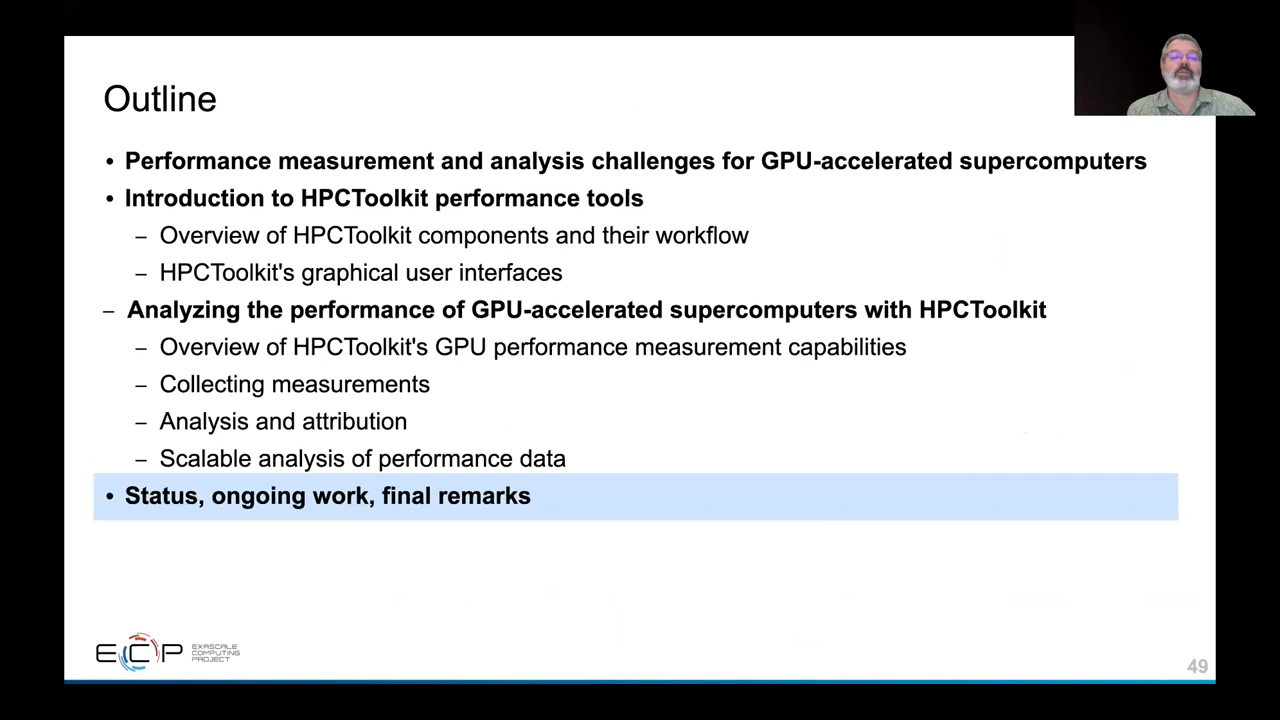 Outline
• Performance measurement and analysis challenges for GPU-accelerated supercomputers
• Introduction to HPCToolkit performance tools
– Overview of HPCToolkit components and their workflow
– HPCToolkit's graphical user interfaces
– Analyzing the performance of GPU-accelerated supercomputers with HPCToolkit
– Overview of HPCToolkit's GPU performance measurement capabilities
– Collecting measurements
– Analysis and attribution
– Scalable analysis of performance data
• Status, ongoing work, final remarks
ECP
EXASCALE
COMPUTING
PROJECT
49